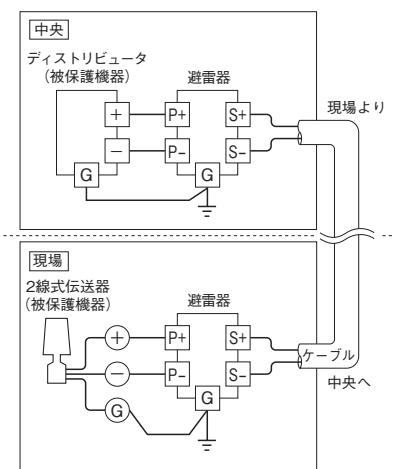 中央
ディストリビュータ
(被保護機器)
避雷器
+ P+ S+
現場より
− P− S−
G G
現場
2線式伝送器
(被保護機器)
避雷器
+ P+ S+
ケーブル
− P− S−
中央へ
G G